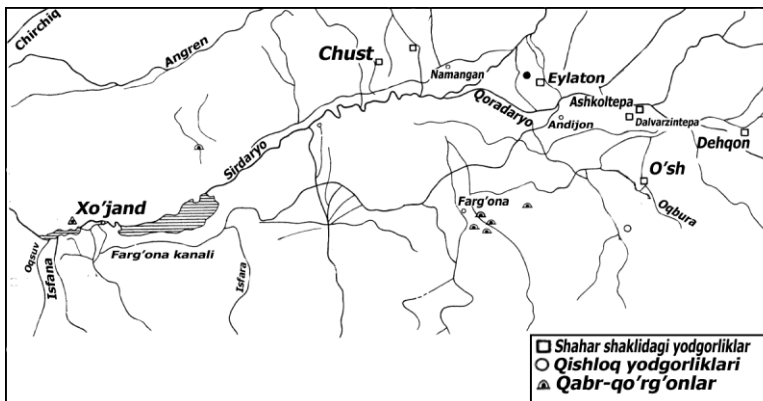 Chirchiq
Angren
Chust
Namangan
Eylaton
Qoradaryo
Ashkoltepa
Dalvarzintepa
Andijon
Dehqon
Sirdaryo
O'sh
Xo'jand
Farg'ona
Oqbura
Oqsuv
Isfana
Farg'ona kanali
Isfara
Shahar shaklidagi yodgorliklar
Qishloq yodgorliklari
Qabr-qo'rg'onlar